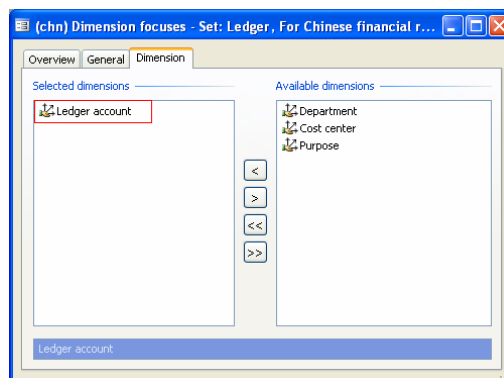 (chn) Dimension focuses - Set: Ledger, For Chinese financial r...
Overview General Dimension
Selected dimensions
Ledger account
Available dimensions
Department
Cost center
Purpose
<
>
<<
>>
Ledger account